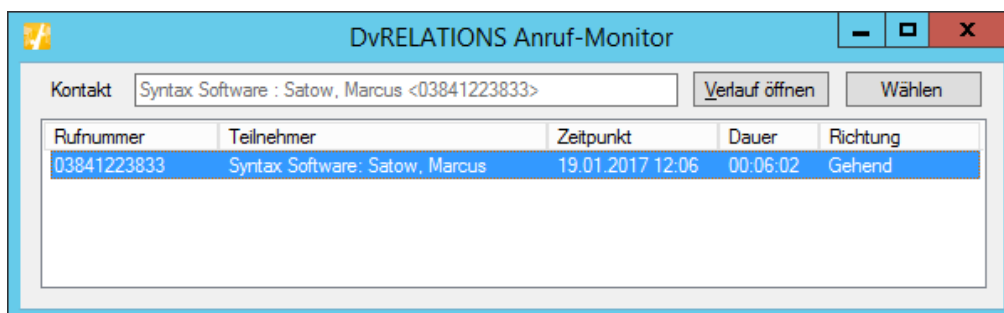 DvRELATIONS Anruf-Monitor
Kontakt Syntax Software : Satow, Marcus <03841223833> Verlauf öffnen Wählen
Rufnummer Teilnehmer Zeitpunkt Dauer Richtung
03841223833 Syntax Software: Satow, Marcus 19.01.2017 12:06 00:06:02 Gehend